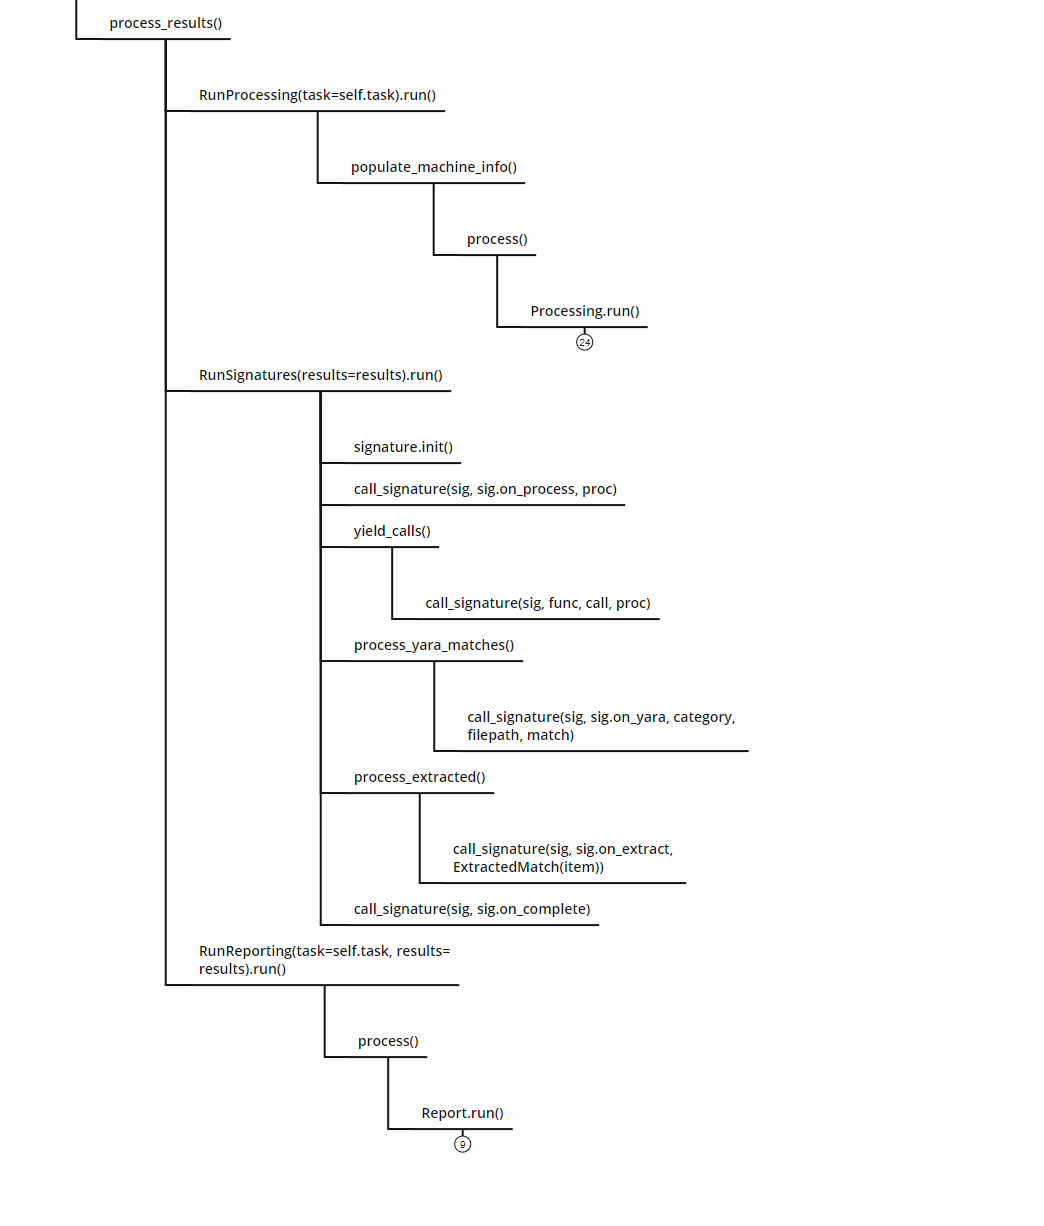 process_results()
RunProcessing(task=self.task).run()
populate_machine_info()
process()
Processing.run()
24
RunSignatures(results=results).run()
signature.init()
call_signature(sig, sig.on_process, proc)
yield_calls()
call_signature(sig, func, call, proc)
process_yara_matches()
call_signature(sig, sig.on_yara, category,
filepath, match)
process_extracted()
call_signature(sig, sig.on_extract,
ExtractedMatch(item))
call_signature(sig, sig.on_complete)
RunReporting(task=self.task, results=
results).run()
process()
Report.run()
9